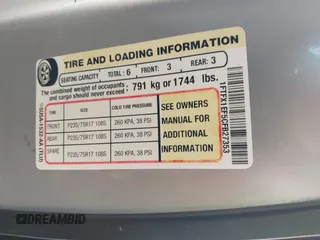 TIRE AND LOADING INFORMATION
SEATING CAPACITY TOTAL: 6 FRONT: 3 REAR: 3
The combined weight of occupants and cargo should never exceed: 791 kg or 1744 lbs.
TIRE SIZE COLD TIRE PRESSURE
FRONT P235/75R17 108S 260 KPA, 38 PSI
REAR P235/75R17 108S 260 KPA, 38 PSI
SPARE P235/75R17 108S 260 KPA, 38 PSI
SEE OWNERS
MANUAL FOR
ADDITIONAL
INFORMATION
DREAMBID